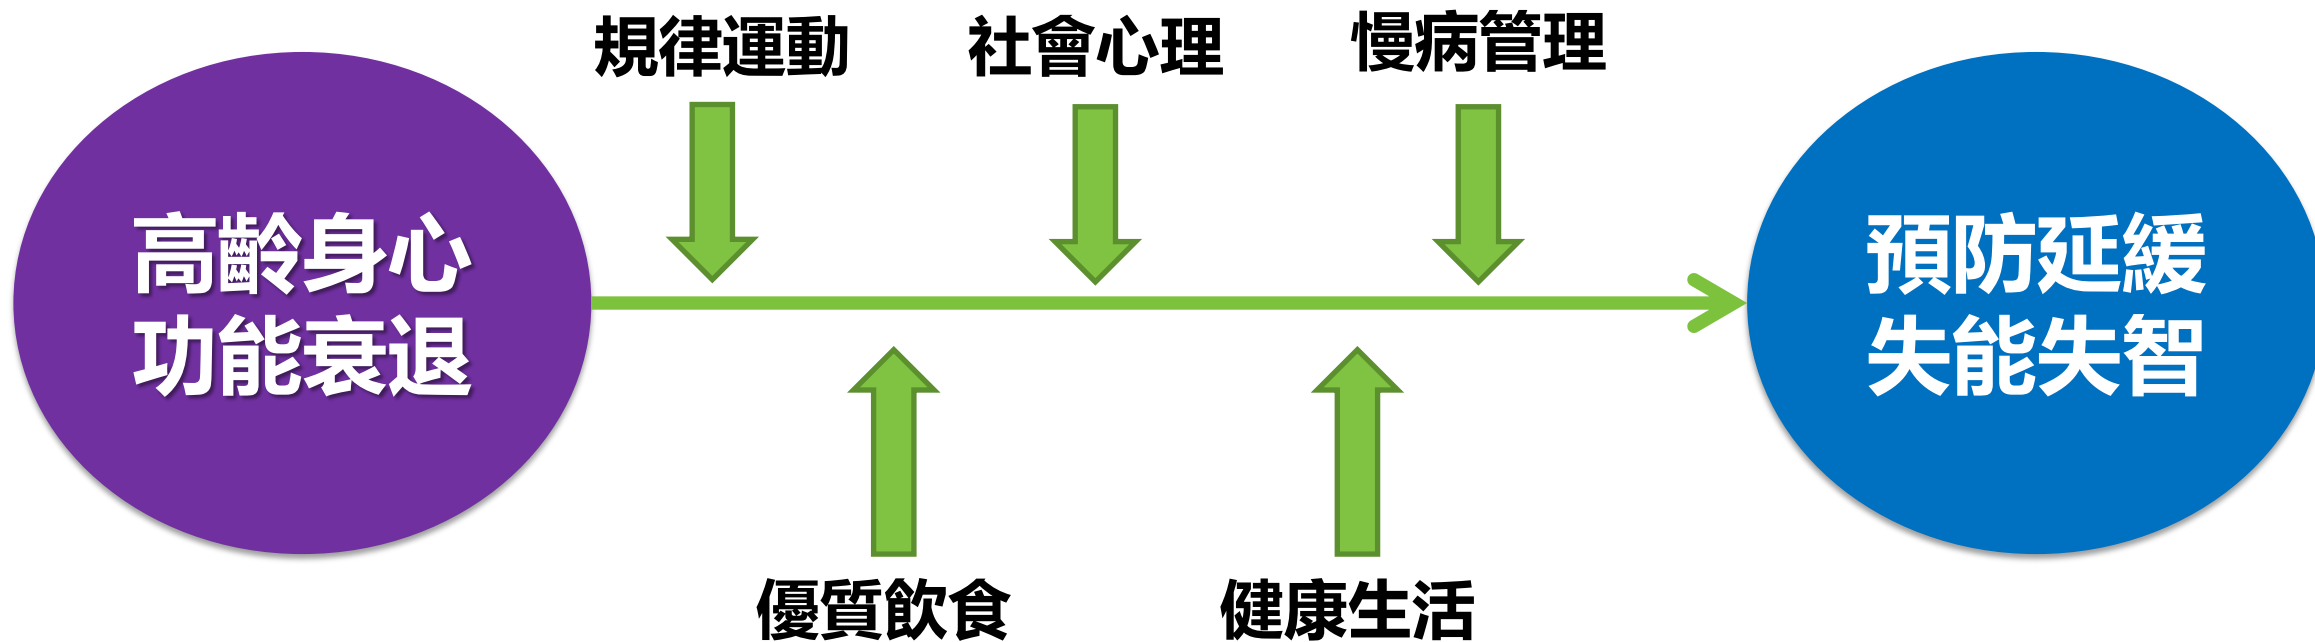 規律運動
社會心理
慢病管理
高齡身心
功能衰退
預防延緩
失能失智
優質飲食
健康生活